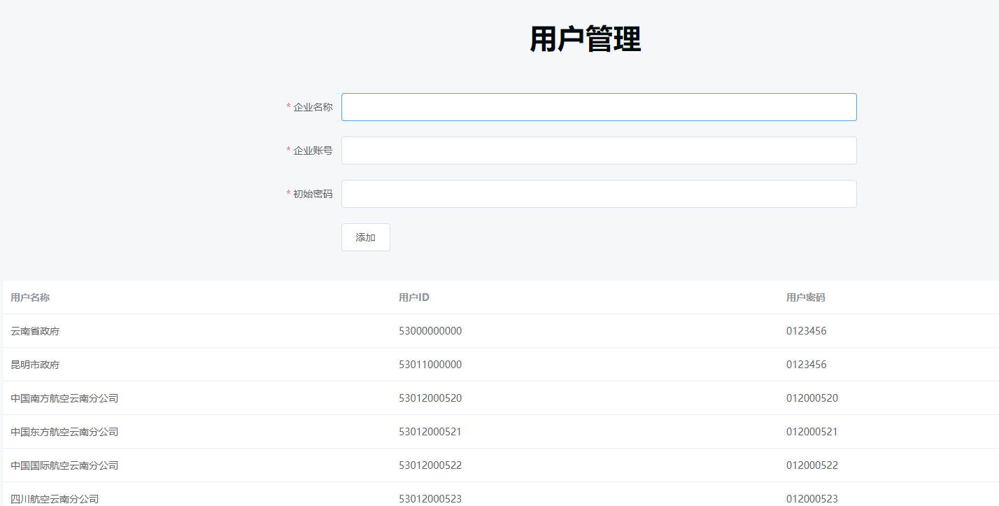 用户管理
* 企业名称
* 企业账号
* 初始密码
添加
用户名称 用户ID 用户密码
云南省政府 53000000000 0123456
昆明市政府 53011000000 0123456
中国南方航空云南分公司 53012000520 012000520
中国东方航空云南分公司 53012000521 012000521
中国国际航空云南分公司 53012000522 012000522
四川航空云南分公司 53012000523 012000523